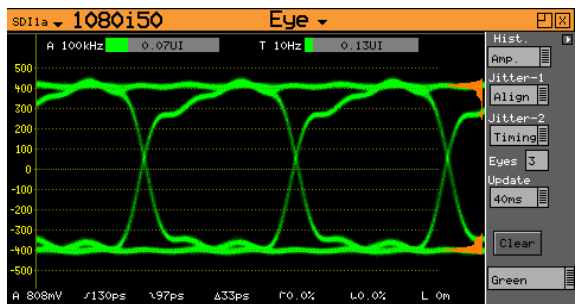 SDI1a 1080i50 Eye
A 100kHz 0.07UI T 10Hz 0.13UI
500
400
300
200
100
0
-100
-200
-300
-400
-500
A 808mV 130ps 97ps Δ33ps 0.0% 0.0% L 0m
Hist.
Amp.
Jitter-1
Align
Jitter-2
Timing
Eyes 3
Update
40ms
Clear
Green